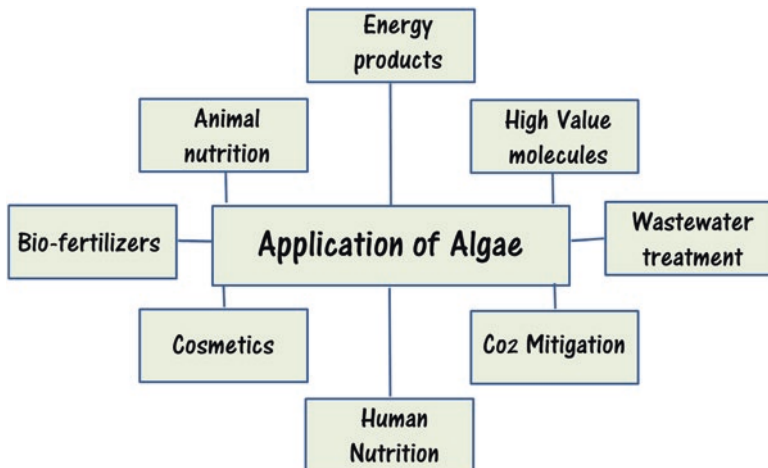 Energy
products
Animal
nutrition
High Value
molecules
Bio-fertilizers
Application of Algae
Wastewater
treatment
Cosmetics
Co2 Mitigation
Human
Nutrition